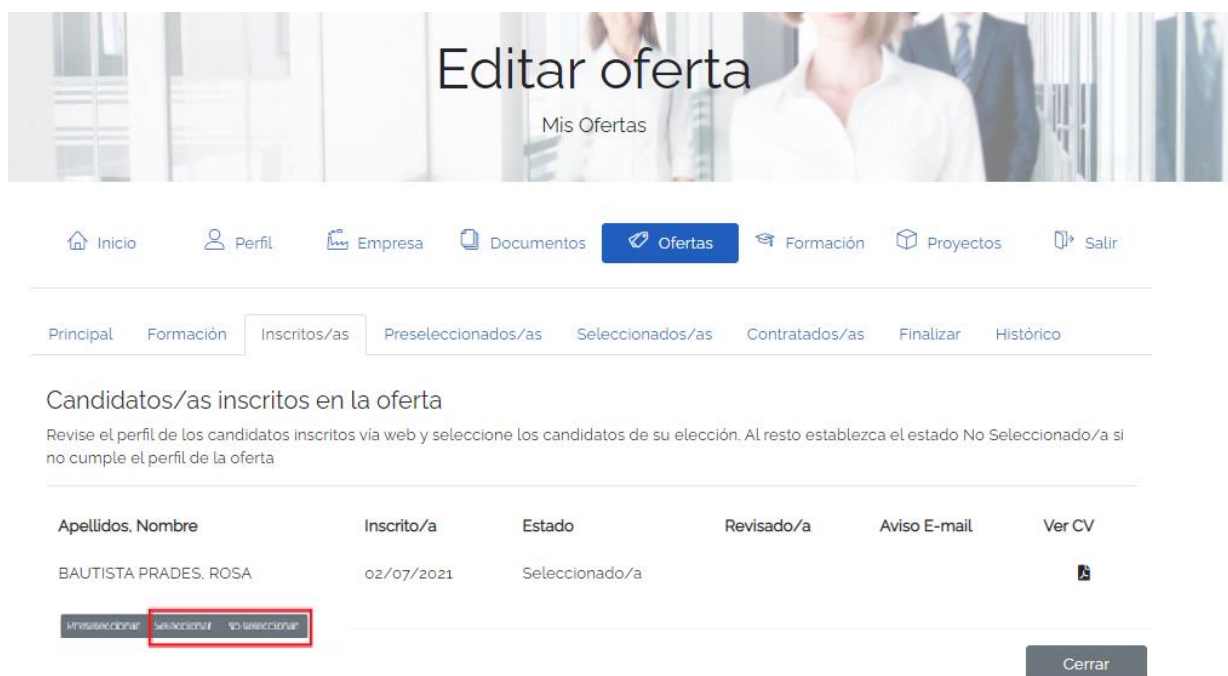 Editar oferta
Mis Ofertas
Inicio Perfil Empresa Documentos Ofertas Formación Proyectos Salir
Principal Formación Inscritos/as Preseleccionados/as Seleccionados/as Contratados/as Finalizar Histórico
Candidatos/as inscritos en la oferta
Revise el perfil de los candidatos inscritos vía web y seleccione los candidatos de su elección. Al resto establezca el estado No Seleccionado/a si
no cumple el perfil de la oferta
Apellidos, Nombre Inscrito/a Estado Revisado/a Aviso E-mail Ver CV
BAUTISTA PRADES, ROSA 02/07/2021 Seleccionado/a
Preseleccionar Seleccionar No seleccionar
Cerrar